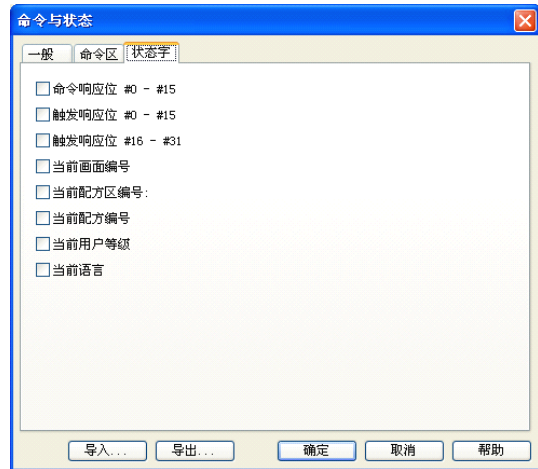 命令与状态
一般 命令区 状态字
命令响应位 #0 - #15
触发响应位 #0 - #15
触发响应位 #16 - #31
当前画面编号
当前配方区编号:
当前配方编号
当前用户等级
当前语言
导入... 导出... 确定 取消 帮助